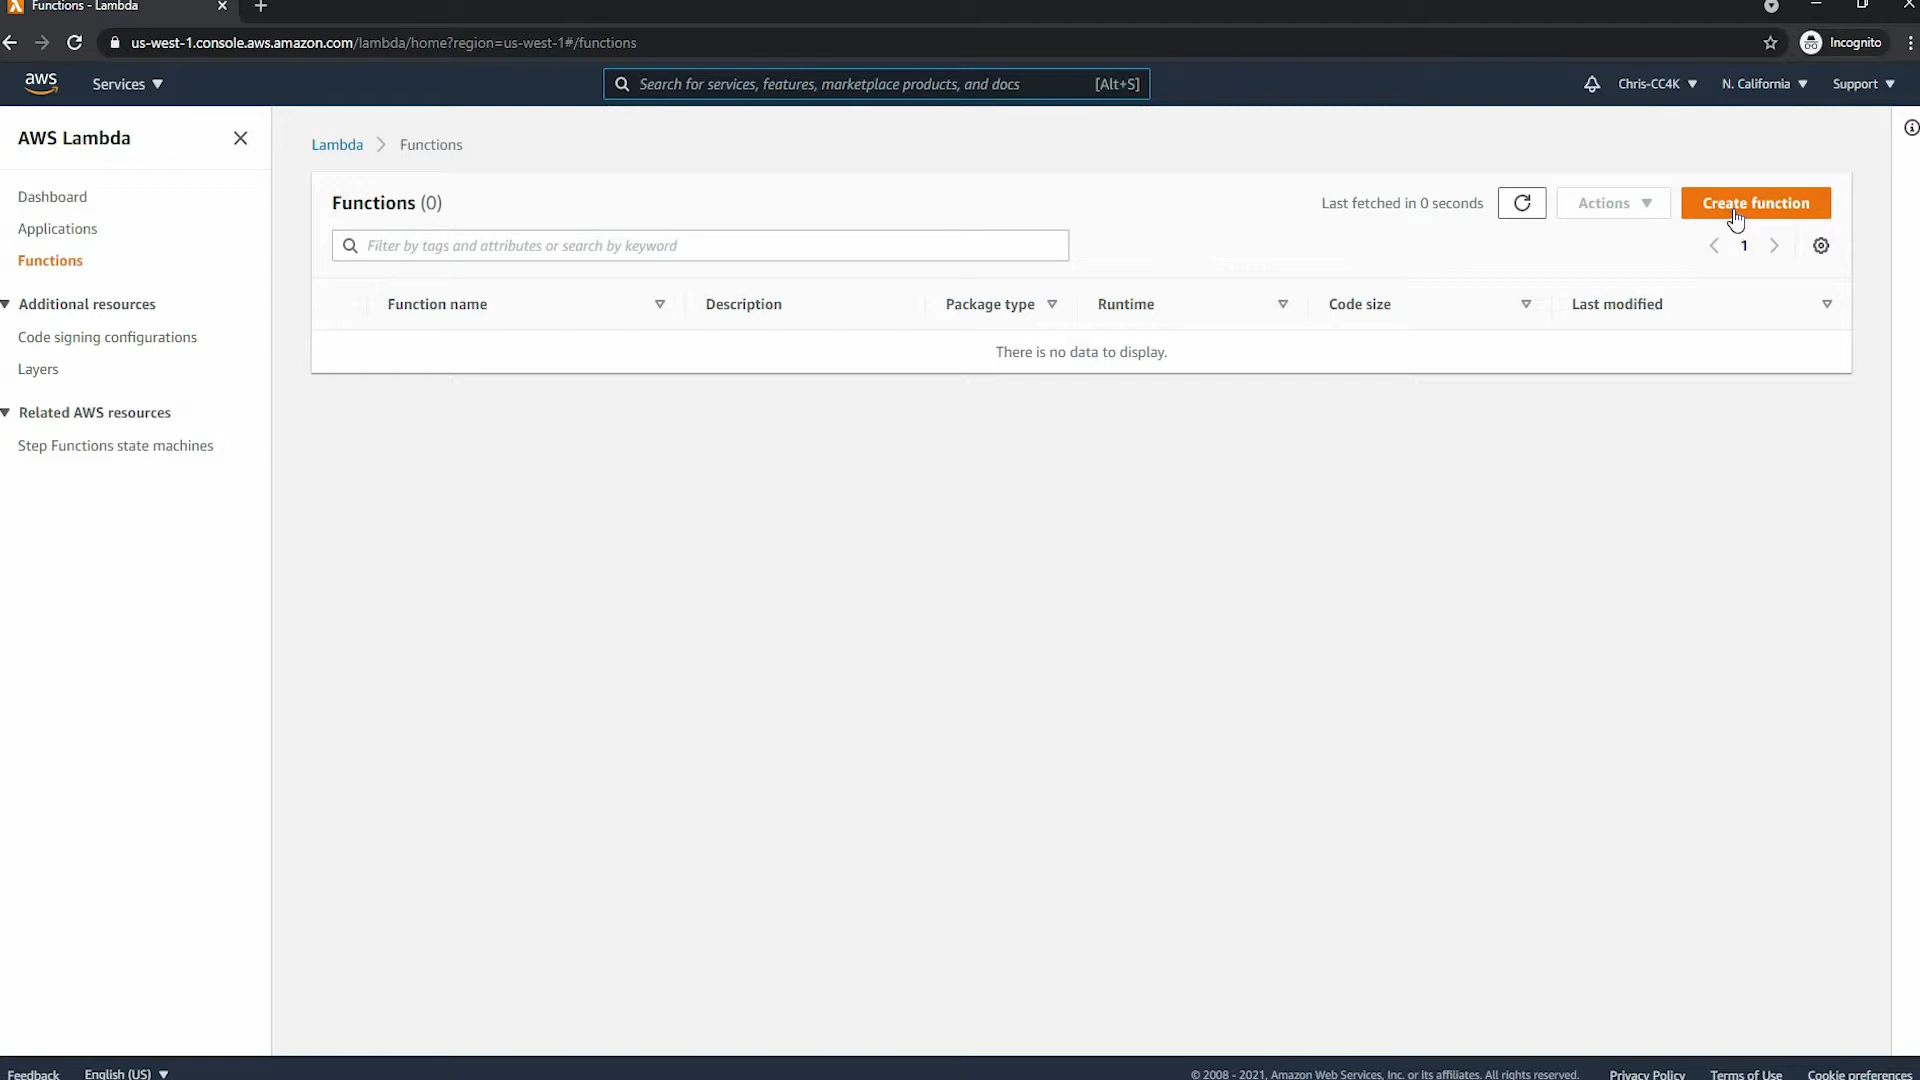 Functions - Lambda
us-west-1.console.aws.amazon.com/lambda/home?region=us-west-1#/functions
Incognito
aws
Services
Search for services, features, marketplace products, and docs
[Alt+S]
Chris-CC4K
N. California
Support
AWS Lambda
Dashboard
Applications
Functions
Additional resources
Code signing configurations
Layers
Related AWS resources
Step Functions state machines
Lambda > Functions
Functions (0)
Last fetched in 0 seconds
Actions
Create function
Filter by tags and attributes or search by keyword
1
Function name
Description
Package type
Runtime
Code size
Last modified
There is no data to display.
Feedback
English (US)
© 2008 - 2021, Amazon Web Services, Inc. or its affiliates. All rights reserved.
Privacy Policy
Terms of Use
Cookie preferences